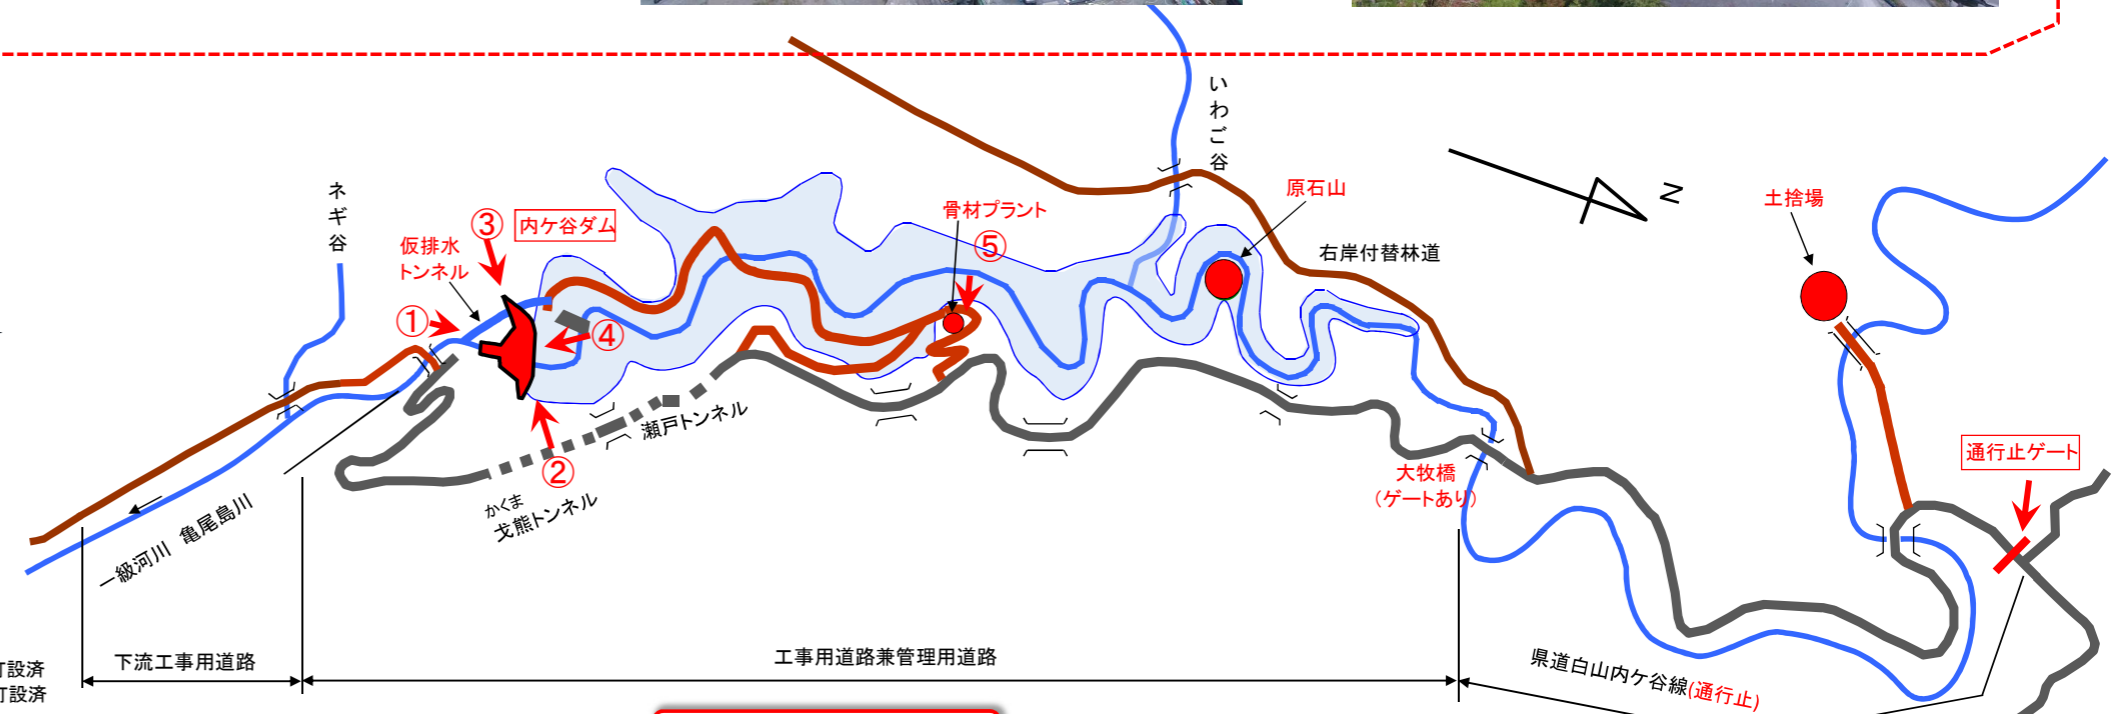 いわご谷
ネギ谷
③
内ケ谷ダム
仮排水
トンネル
①
④
②
骨材プラント
⑤
原石山
右岸付替林道
N
土捨場
通行止ゲート
瀬戸トンネル
かくま
戈熊トンネル
大牧橋
（ゲートあり）
一級河川 亀尾島川
下流工事用道路
工事用道路兼管理用道路
県道白山内ケ谷線(通行止)
設済
設済